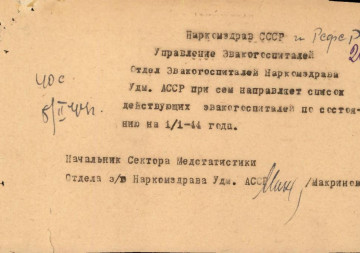 Наркомздрав СССР
Управление Эвакогоспиталей
Отдел Эвакогоспиталей Наркомздрава
Удм. АССР при сем направляет список
действующих эвакогоспиталей по состоя-
нию на 1/I-44 года.
Начальник Сектора Медстатистики
Отдела э/г Наркомздрава Удм. АССР /Макрине